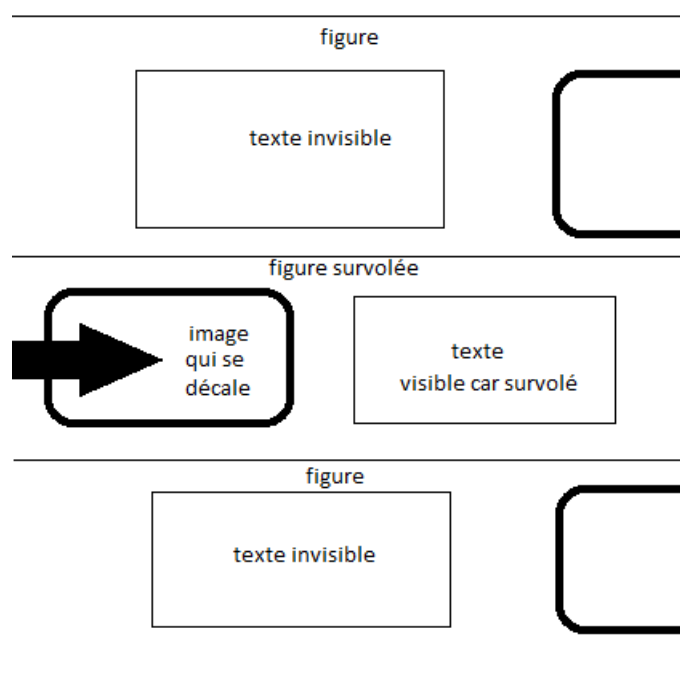 figure
texte invisible
figure survolée
image
qui se
décale
texte
visible car survolé
figure
texte invisible